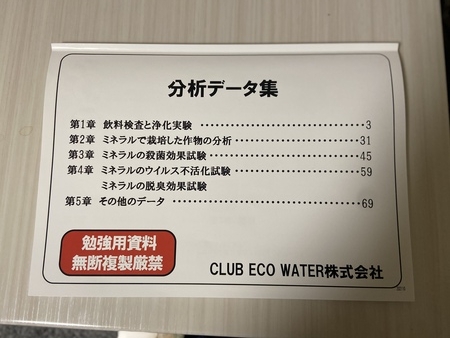 分析データ集
第1章 飲料検査と浄化実験 ………………………………… 3
第2章 ミネラルで栽培した作物の分析 ………………… 31
第3章 ミネラルの殺菌効果試験 ………………………… 45
第4章 ミネラルのウイルス不活化試験 ………………… 59
ミネラルの脱臭効果試験
第5章 その他のデータ …………………………………… 69
勉強用資料
無断複製厳禁
CLUB ECO WATER株式会社